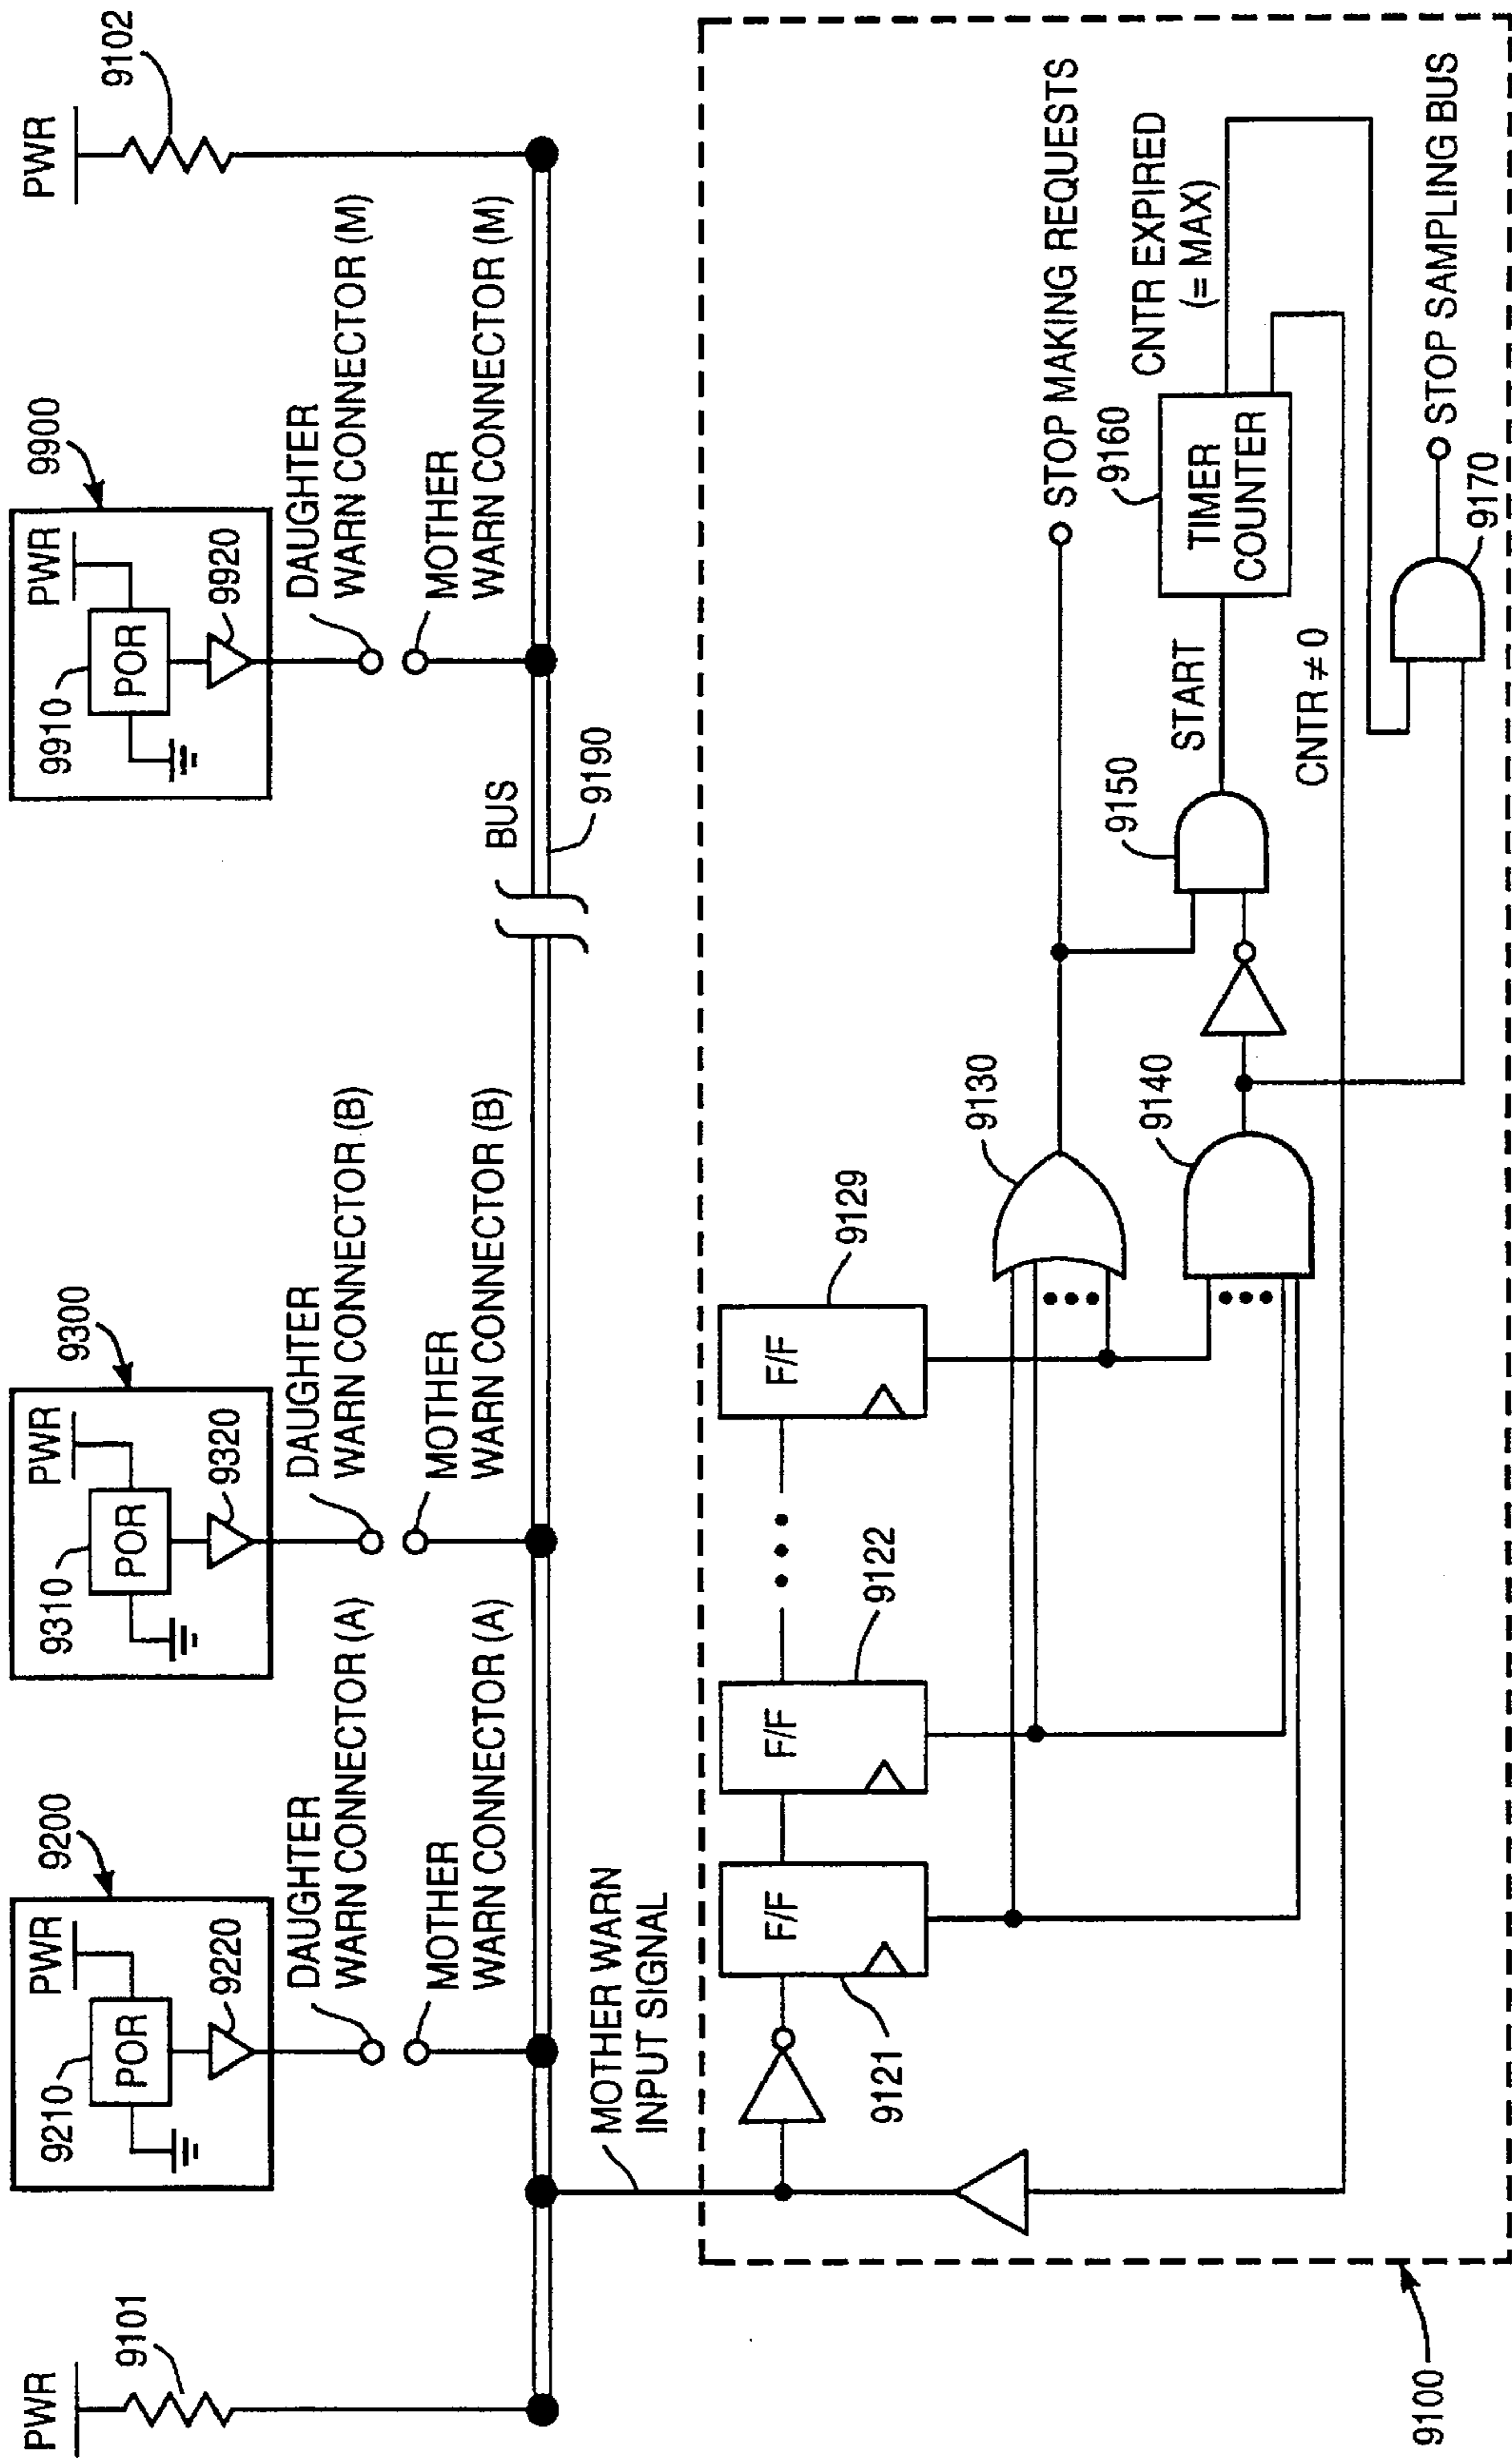 PWR
9101
9200
PWR
9210
POR
9220
DAUGHTER
WARN CONNECTOR (A)
MOTHER
WARN CONNECTOR (A)
9300
PWR
9310
POR
9320
DAUGHTER
WARN CONNECTOR (B)
MOTHER
WARN CONNECTOR (B)
9900
PWR
9910
POR
9920
DAUGHTER
WARN CONNECTOR (M)
MOTHER
WARN CONNECTOR (M)
PWR
9102
BUS
9190
MOTHER WARN
INPUT SIGNAL
F/F
9121
F/F
9122
F/F
9129
9130
9140
STOP MAKING REQUESTS
9150
START
9160
TIMER
COUNTER
CNTR EXPIRED
(= MAX)
CNTR ≠ 0
9170
STOP SAMPLING BUS
9100